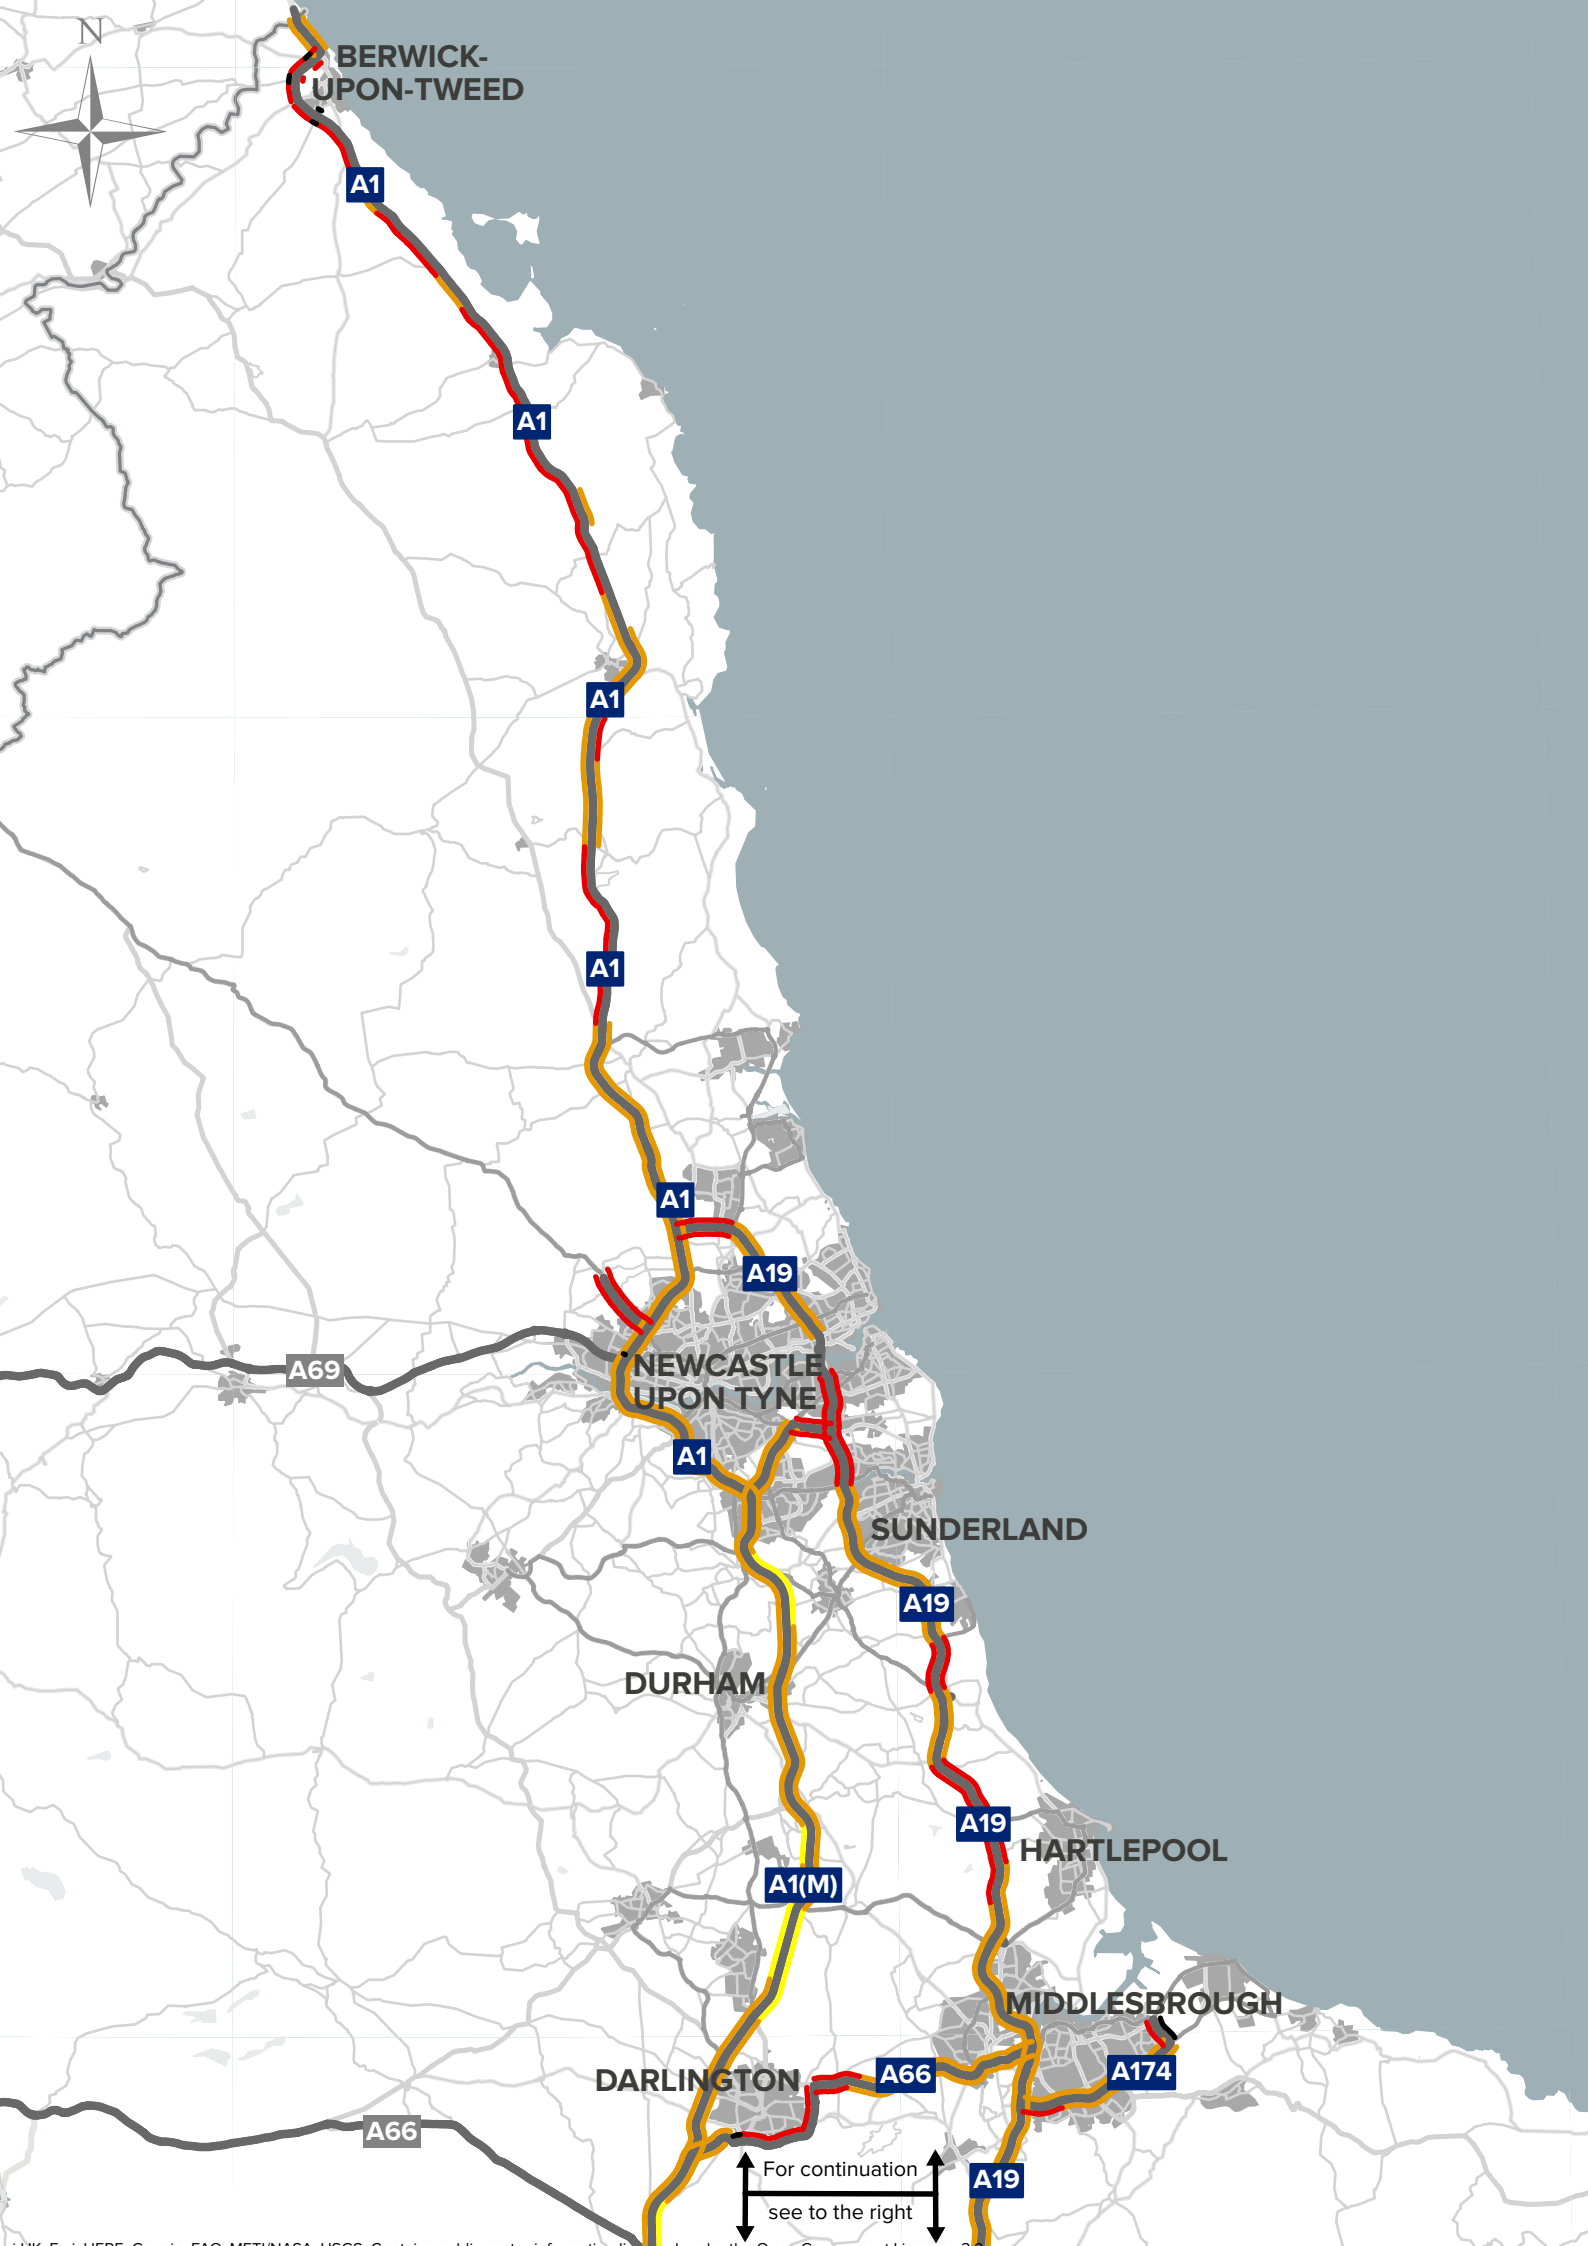 N
BERWICK-
UPON-TWEED
A1
A1
A1
A1
A1
A19
A69
NEWCASTLE
UPON TYNE
A1
SUNDERLAND
A19
DURHAM
A19
HARTLEPOOL
A1(M)
MIDDLESBROUGH
A66
A174
DARLINGTON
A66
For continuation
see to the right
A19